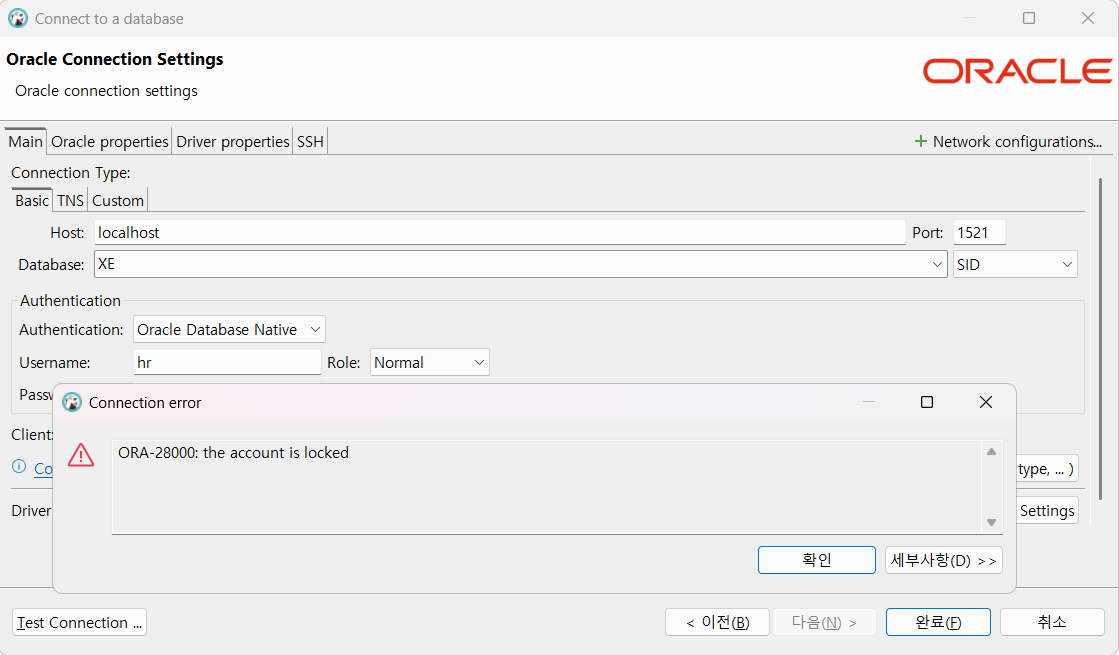 Connect to a database
Oracle Connection Settings
Oracle connection settings
ORACLE
Main Oracle properties Driver properties SSH
Network configurations...
Connection Type:
Basic TNS Custom
Host: localhost Port: 1521
Database: XE SID
Authentication
Authentication: Oracle Database Native
Username: hr Role: Normal
Connection error
Client:
ORA-28000: the account is locked
Co type, ... )
Driver Settings
확인 세부사항(D) >>
Test Connection ... < 이전(B) 다음(N) > 완료(F) 취소